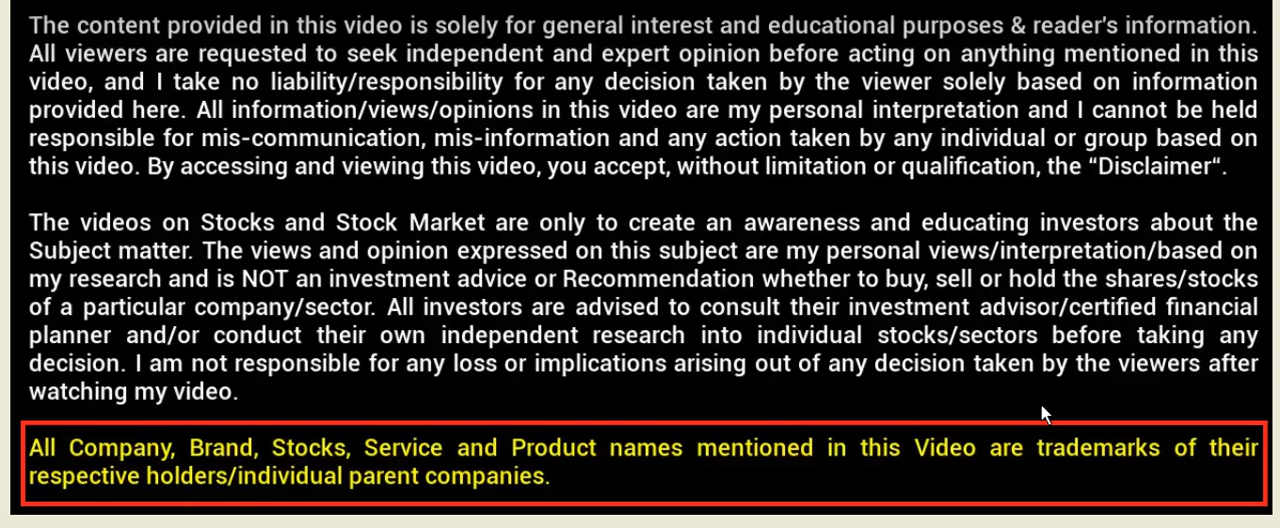 The content provided in this video is solely for general interest and educational purposes & reader's information.
All viewers are requested to seek independent and expert opinion before acting on anything mentioned in this
video, and I take no liability/responsibility for any decision taken by the viewer solely based on information
provided here. All information/views/opinions in this video are my personal interpretation and I cannot be held
responsible for mis-communication, mis-information and any action taken by any individual or group based on
this video. By accessing and viewing this video, you accept, without limitation or qualification, the “Disclaimer“.
The videos on Stocks and Stock Market are only to create an awareness and educating investors about the
Subject matter. The views and opinion expressed on this subject are my personal views/interpretation/based on
my research and is NOT an investment advice or Recommendation whether to buy, sell or hold the shares/stocks
of a particular company/sector. All investors are advised to consult their investment advisor/certified financial
planner and/or conduct their own independent research into individual stocks/sectors before taking any
decision. I am not responsible for any loss or implications arising out of any decision taken by the viewers after
watching my video.
All Company, Brand, Stocks, Service and Product names mentioned in this Video are trademarks of their
respective holders/individual parent companies.